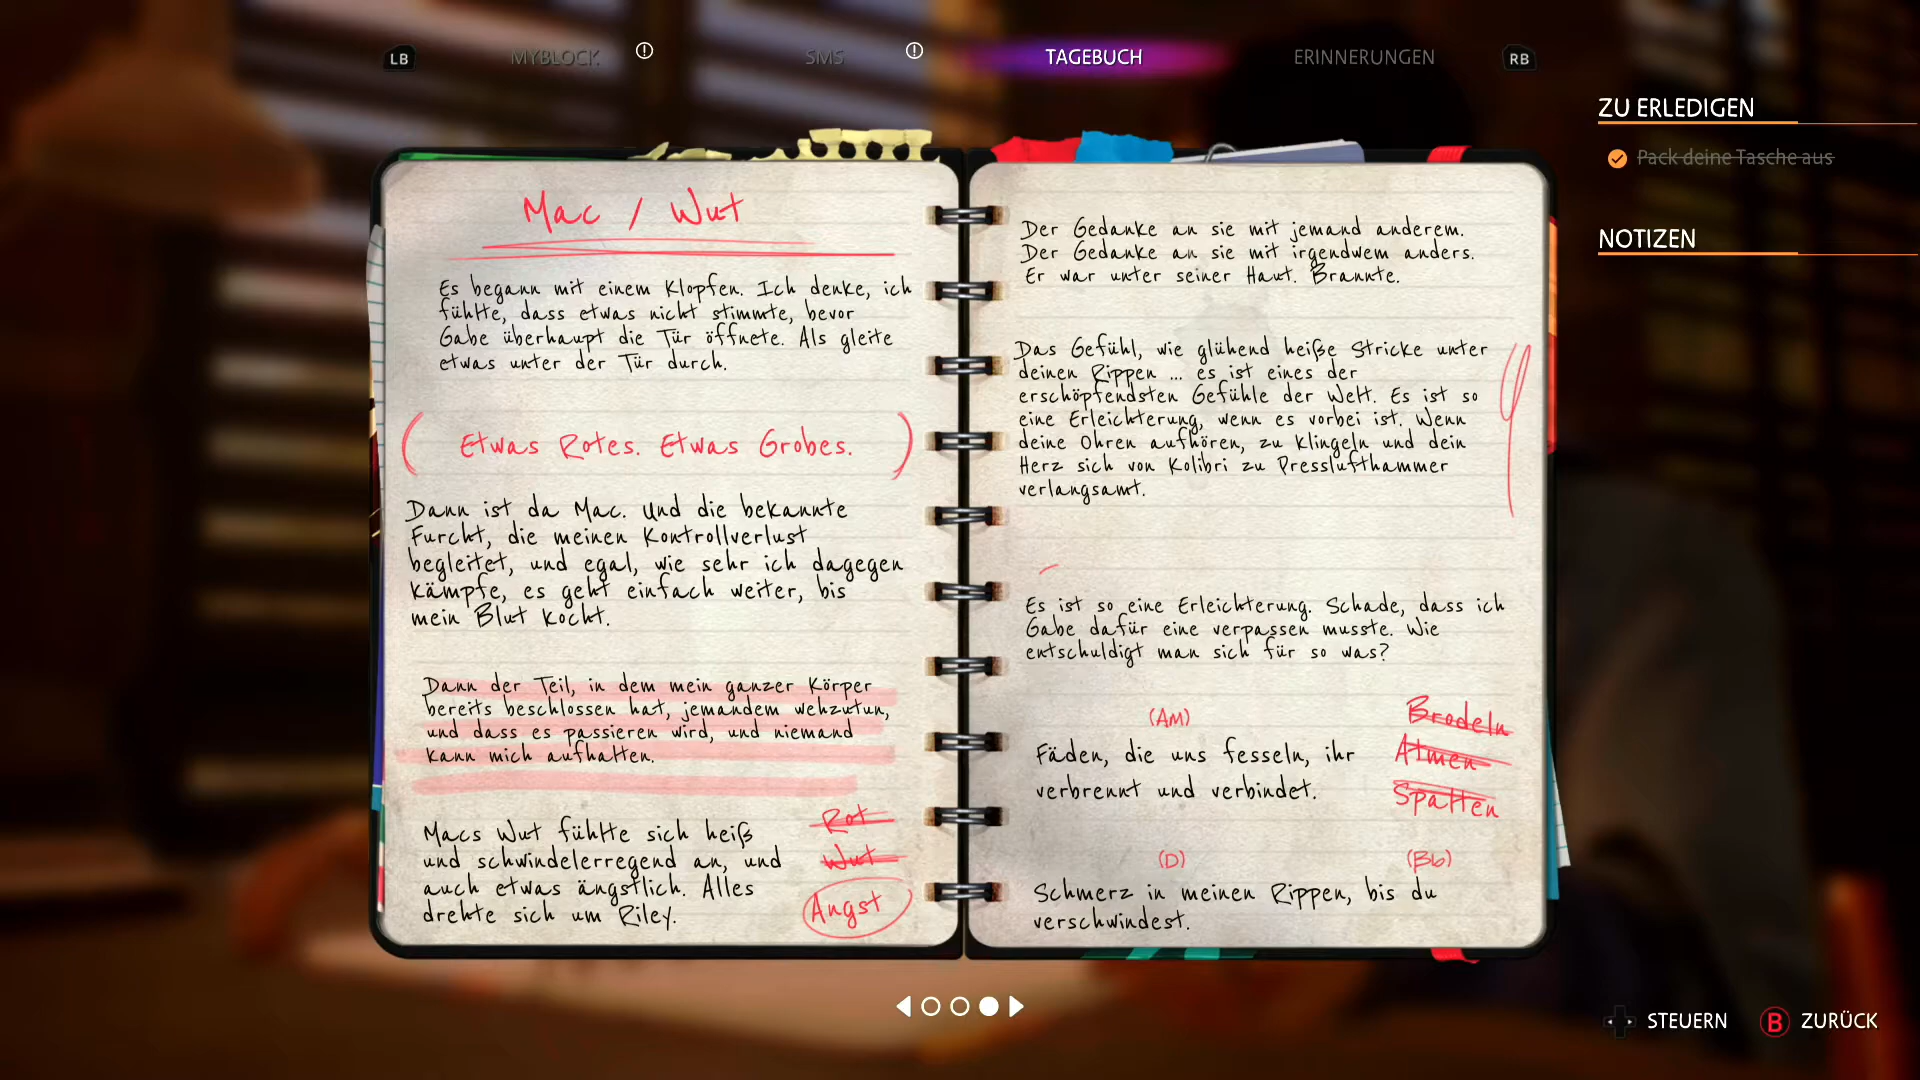 LB
MYBLOCK
SMS
TAGEBUCH
ERINNERUNGEN
RB
ZU ERLEDIGEN
Pack deine Tasche aus
NOTIZEN
Mac / Wut
Es begann mit einem Klopfen. Ich denke, ich
fühlte, dass etwas nicht stimmte, bevor
Gabe überhaupt die Tür öffnete. Als gleite
etwas unter der Tür durch.
( Etwas Rotes. Etwas Grobes. )
Dann ist da Mac. Und die bekannte
Furcht, die meinen Kontrollverlust
begleitet, und egal, wie sehr ich dagegen
kämpfe, es geht einfach weiter, bis
mein Blut kocht.
Dann der Teil, in dem mein ganzer Körper
bereits beschlossen hat, jemandem wehzutun,
und dass es passieren wird, und niemand
kann mich aufhalten.
Macs Wut fühlte sich heiß
und schwindelerregend an, und
auch etwas ängstlich. Alles
drehte sich um Riley.
Rot
Wut
Angst
Der Gedanke an sie mit jemand anderem.
Der Gedanke an sie mit irgendwem anders.
Er war unter seiner Haut. Brannte.
Das Gefühl, wie glühend heiße Stricke unter
deinen Rippen ... es ist eines der
erschöpfendsten Gefühle der Welt. Es ist so
eine Erleichterung, wenn es vorbei ist. Wenn
deine Ohren aufhören, zu klingeln und dein
Herz sich von Kolibri zu Presslufthammer
verlangsamt.
Es ist so eine Erleichterung. Schade, dass ich
Gabe dafür eine verpassen musste. Wie
entschuldigt man sich für so was?
(AM)
Fäden, die uns fesseln, ihr
verbrennt und verbindet.
Brodeln
Atmen
Spalten
(D) (Bb)
Schmerz in meinen Rippen, bis du
verschwindest.
STEUERN
B ZURÜCK